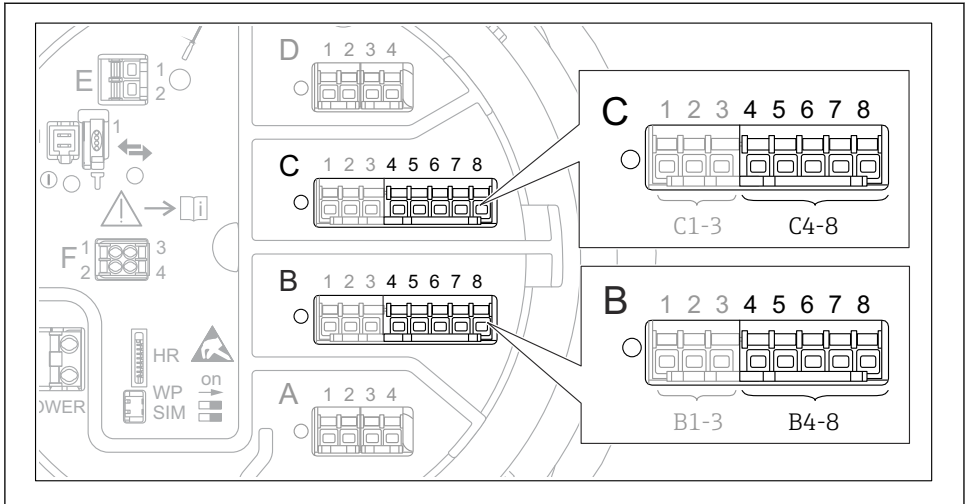 D 1 2 3 4
E 1
2
1
C 1 2 3 4 5 6 7 8
i
F 1 3
2 4
B 1 2 3 4 5 6 7 8
HR
WP on
SIM
OWER
A 1 2 3 4
C 1 2 3 4 5 6 7 8
C1-3 C4-8
B 1 2 3 4 5 6 7 8
B1-3 B4-8